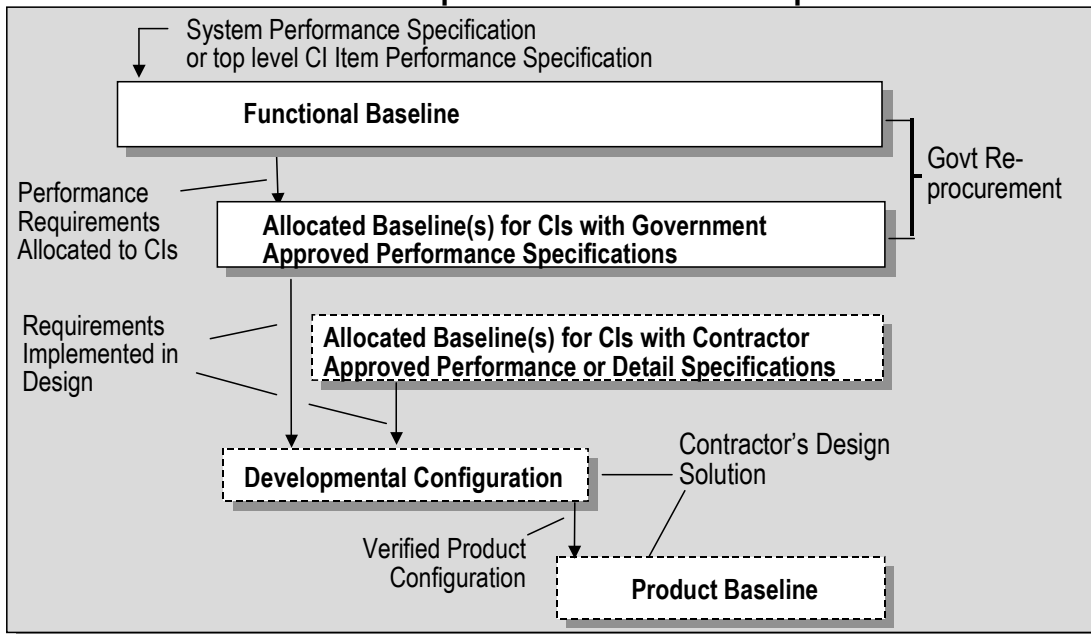 System Performance Specification
or top level CI Item Performance Specification
Functional Baseline
Govt Re-
procurement
Performance
Requirements
Allocated to CIs
Allocated Baseline(s) for CIs with Government
Approved Performance Specifications
Requirements
Implemented in
Design
Allocated Baseline(s) for CIs with Contractor
Approved Performance or Detail Specifications
Developmental Configuration
Contractor's Design
Solution
Verified Product
Configuration
Product Baseline